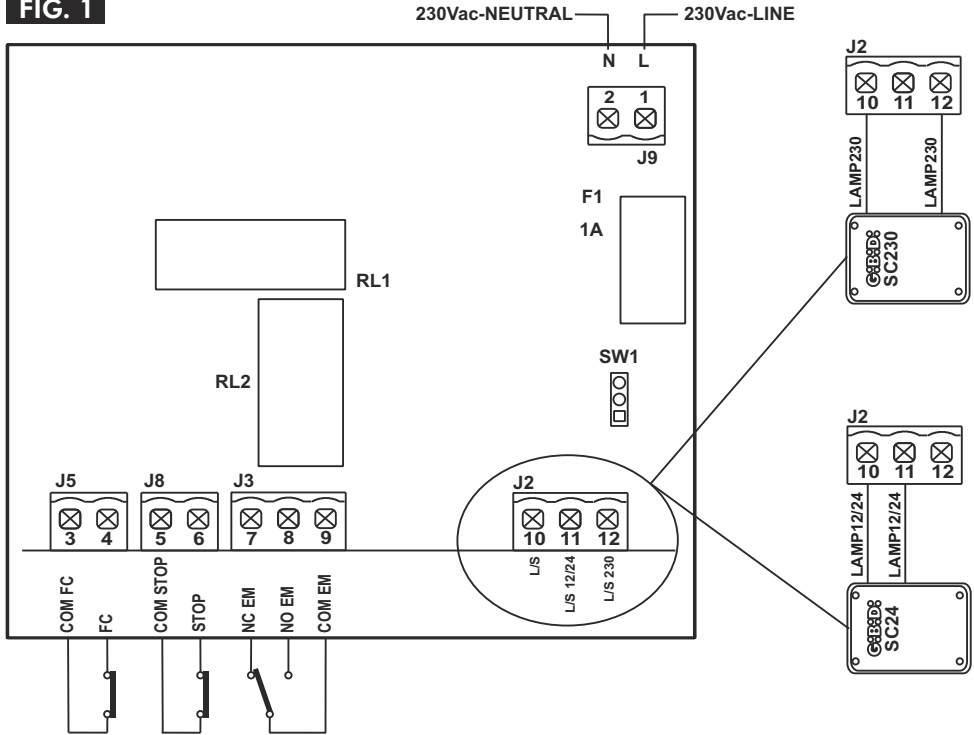 FIG. 1
230Vac-NEUTRAL
230Vac-LINE
N L
2 1
J9
F1
1A
RL1
RL2
SW1
J5
3 4
COM FC
FC
J8
5 6
COM STOP
STOP
J3
7 8 9
NC EM
NO EM
COM EM
J2
10 11 12
L/S
L/S 12/24
L/S 230
J2
10 11 12
LAMP230
LAMP230
G:B:D:
SC230
J2
10 11 12
LAMP12/24
LAMP12/24
G:B:D:
SC24